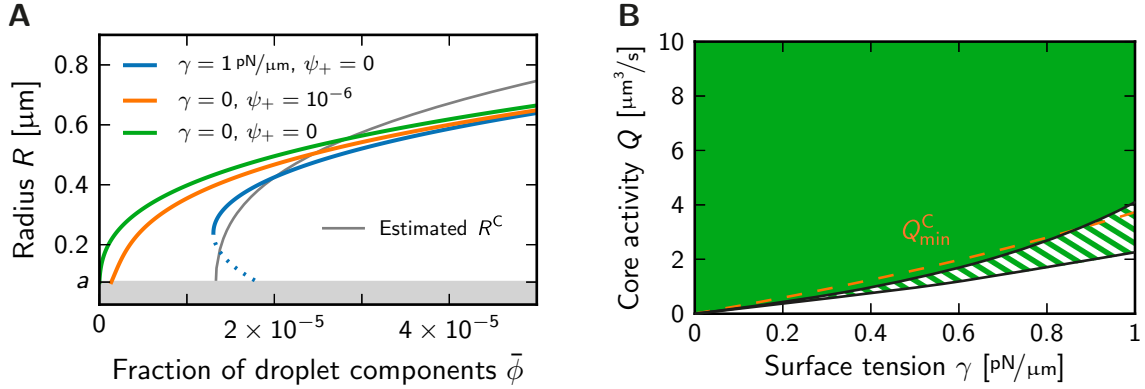 A
0.8
0.6
0.4
0.2
a
Radius R [μm]
γ = 1 pN/μm, ψ₊ = 0
γ = 0, ψ₊ = 10⁻⁶
γ = 0, ψ₊ = 0
Estimated Rᶜ
0
2 × 10⁻⁵
4 × 10⁻⁵
Fraction of droplet components ϕ̄
B
10
8
6
4
2
0
Core activity Q [μm³/s]
Q^C_min
0
0.2
0.4
0.6
0.8
1
Surface tension γ [pN/μm]